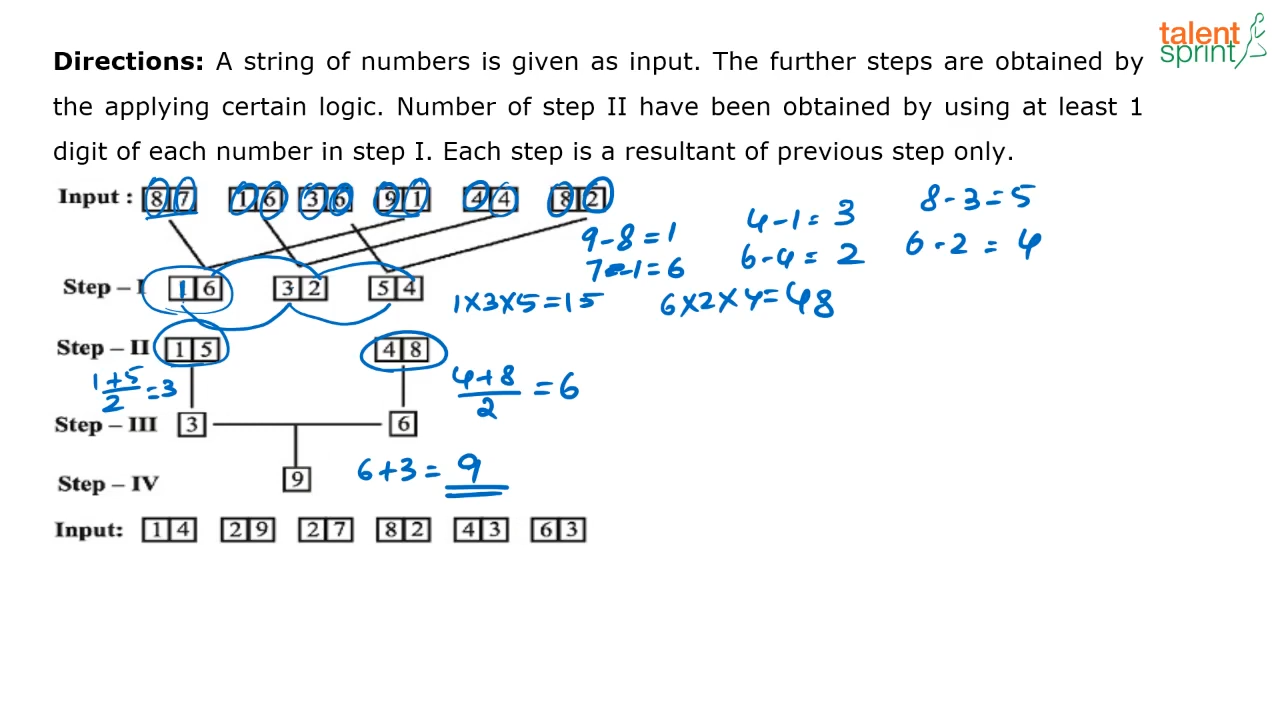 talent
sprint
Directions: A string of numbers is given as input. The further steps are obtained by
the applying certain logic. Number of step II have been obtained by using at least 1
digit of each number in step I. Each step is a resultant of previous step only.
Input : 8 7 1 6 3 6 9 1 4 4 8 2
9-8=1 4-1=3 8-3=5
7-1=6 6-4=2 6-2=4
Step – I 1 6 3 2 5 4
1x3x5=15 6x2x4=48
Step – II 1 5 4 8
1+5/2=3 4+8/2=6
Step – III 3 6
6+3=9
Step – IV 9
Input: 1 4 2 9 2 7 8 2 4 3 6 3